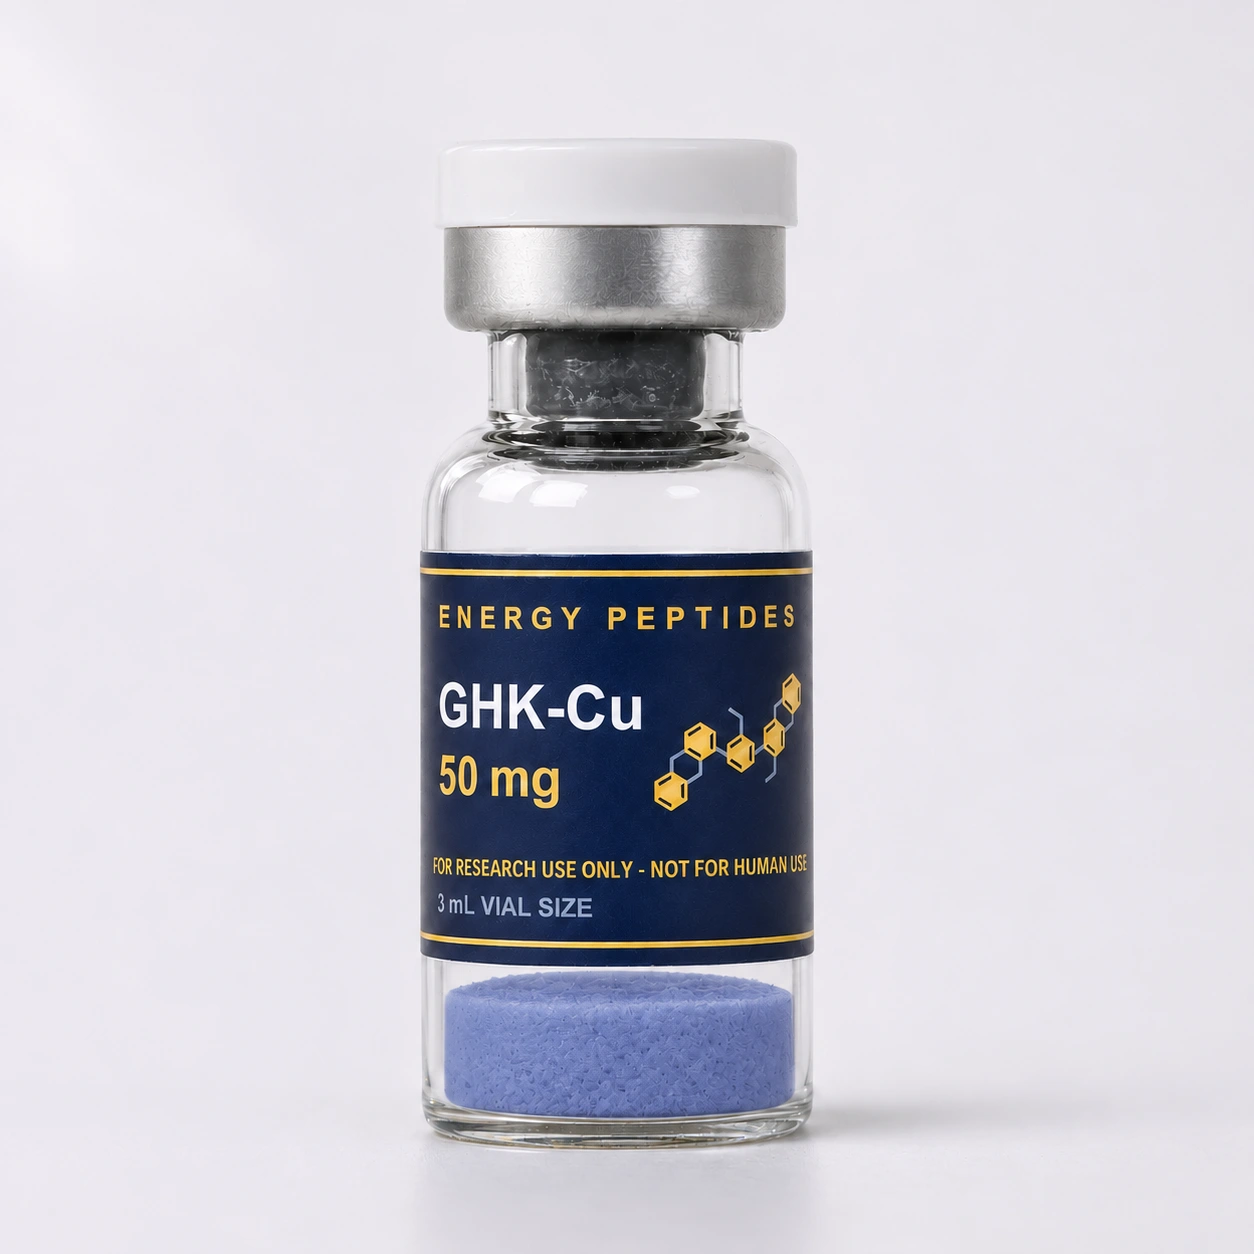 ENERGY PEPTIDES
GHK-Cu
50 mg
FOR RESEARCH USE ONLY - NOT FOR HUMAN USE
3 mL VIAL SIZE